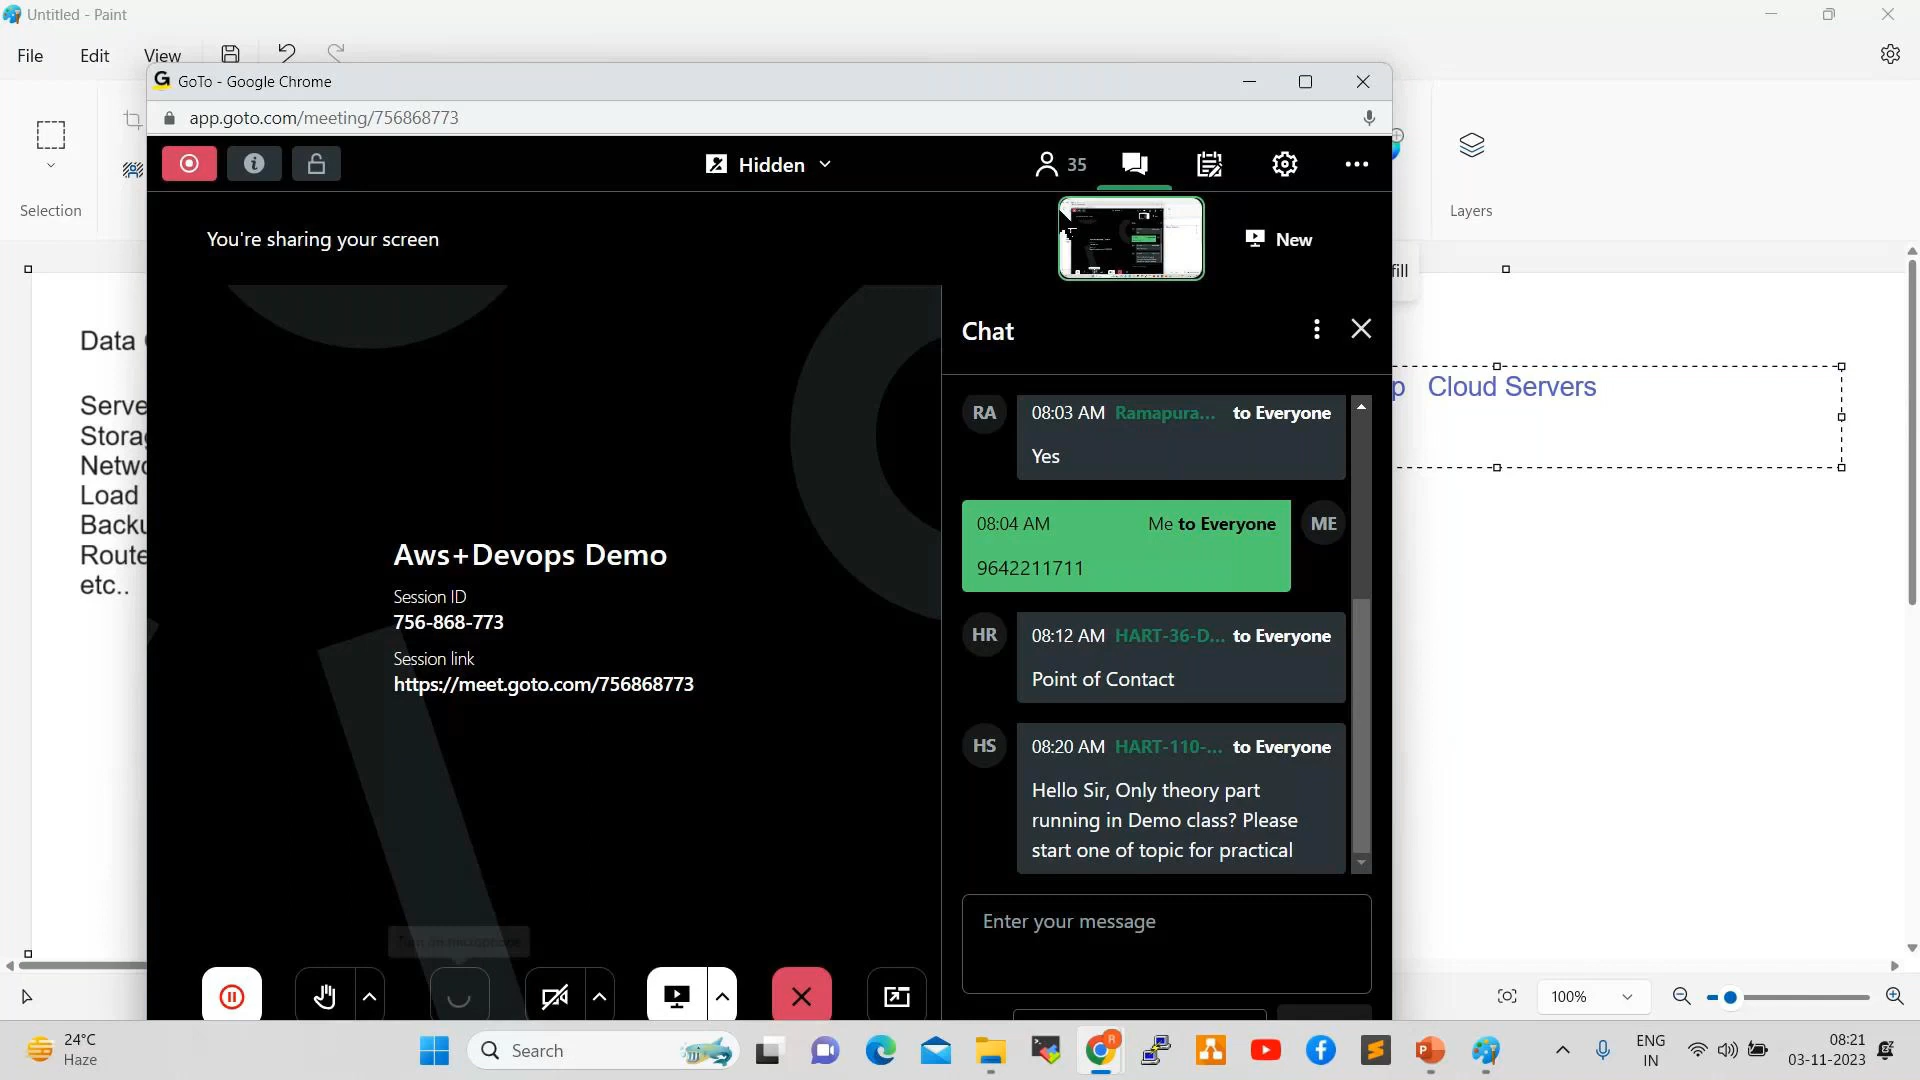 Untitled - Paint
File Edit View
GoTo - Google Chrome
app.goto.com/meeting/756868773
Selection
Layers
Hidden
35
You're sharing your screen
New
fill
Data
Cloud Servers
Chat
RA
08:03 AM Ramapura... to Everyone
Yes
08:04 AM Me to Everyone
ME
9642211711
HR
08:12 AM HART-36-D... to Everyone
Point of Contact
HS
08:20 AM HART-110-... to Everyone
Hello Sir, Only theory part
running in Demo class? Please
start one of topic for practical
Enter your message
Serve
Storag
Netwo
Load
Backu
Route
etc..
Aws+Devops Demo
Session ID
756-868-773
Session link
https://meet.goto.com/756868773
100%
24°C
Haze
Search
ENG
IN
08:21
03-11-2023